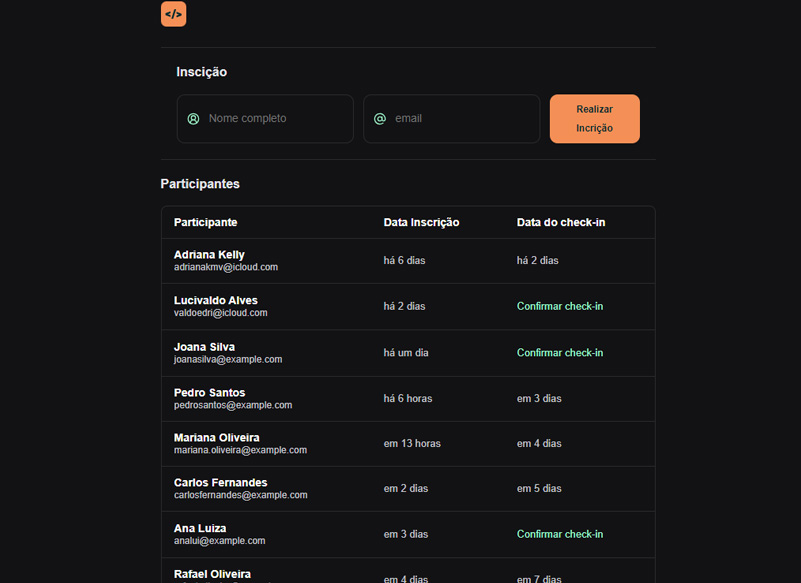 </>
Inscição
Nome completo
email
Realizar
Incrição
Participantes
Participante Data Inscrição Data do check-in
Adriana Kelly
adrianakmv@icloud.com
há 6 dias há 2 dias
Lucivaldo Alves
valdoedri@icloud.com
há 2 dias Confirmar check-in
Joana Silva
joanasilva@example.com
há um dia Confirmar check-in
Pedro Santos
pedrosantos@example.com
há 6 horas em 3 dias
Mariana Oliveira
mariana.oliveira@example.com
em 13 horas em 4 dias
Carlos Fernandes
carlosfernandes@example.com
em 2 dias em 5 dias
Ana Luiza
analui@example.com
em 3 dias Confirmar check-in
Rafael Oliveira
em 4 dias em 7 dias